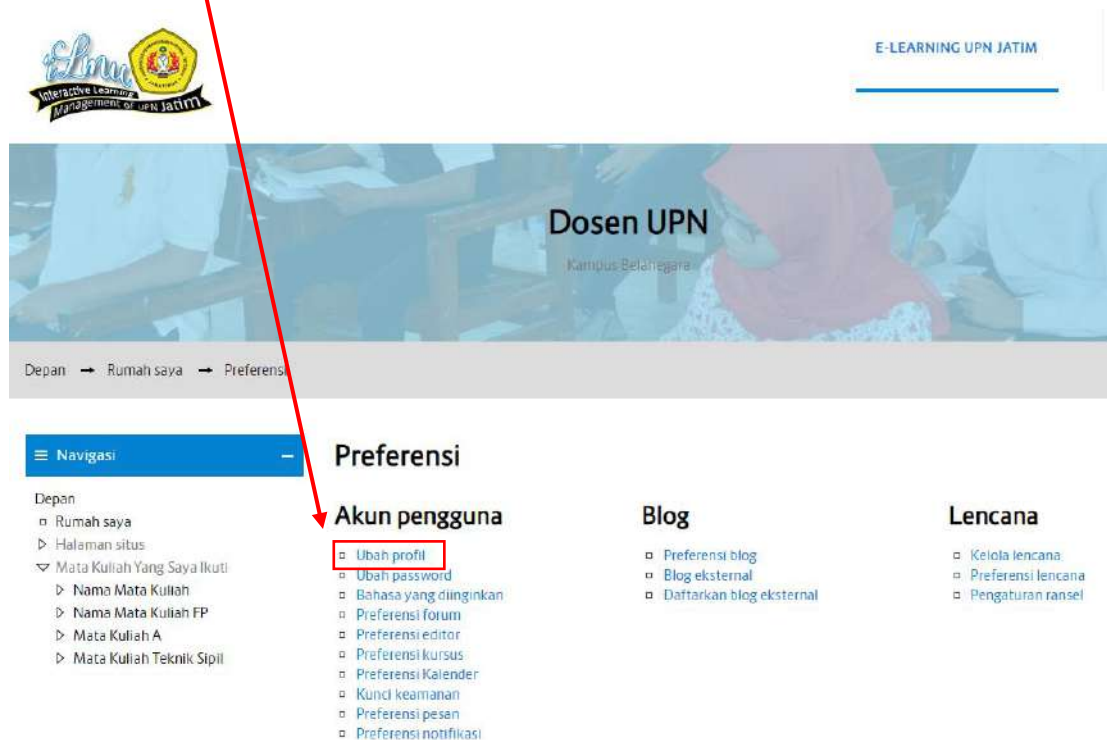 eLmu
Interactive Learning
Management of UPN Jatim
E-LEARNING UPN JATIM
Dosen UPN
Kampus Belanegara
Depan → Rumah saya → Preferensi
Navigasi
Depan
Rumah saya
Halaman situs
Mata Kuliah Yang Saya Ikuti
Nama Mata Kuliah
Nama Mata Kuliah FP
Mata Kuliah A
Mata Kuliah Teknik Sipil
Preferensi
Akun pengguna
Ubah profil
Ubah password
Bahasa yang diinginkan
Preferensi forum
Preferensi editor
Preferensi kursus
Preferensi Kalender
Kunci keamanan
Preferensi pesan
Preferensi notifikasi
Blog
Preferensi blog
Blog eksternal
Daftarkan blog eksternal
Lencana
Kelola lencana
Preferensi lencana
Pengaturan ransel